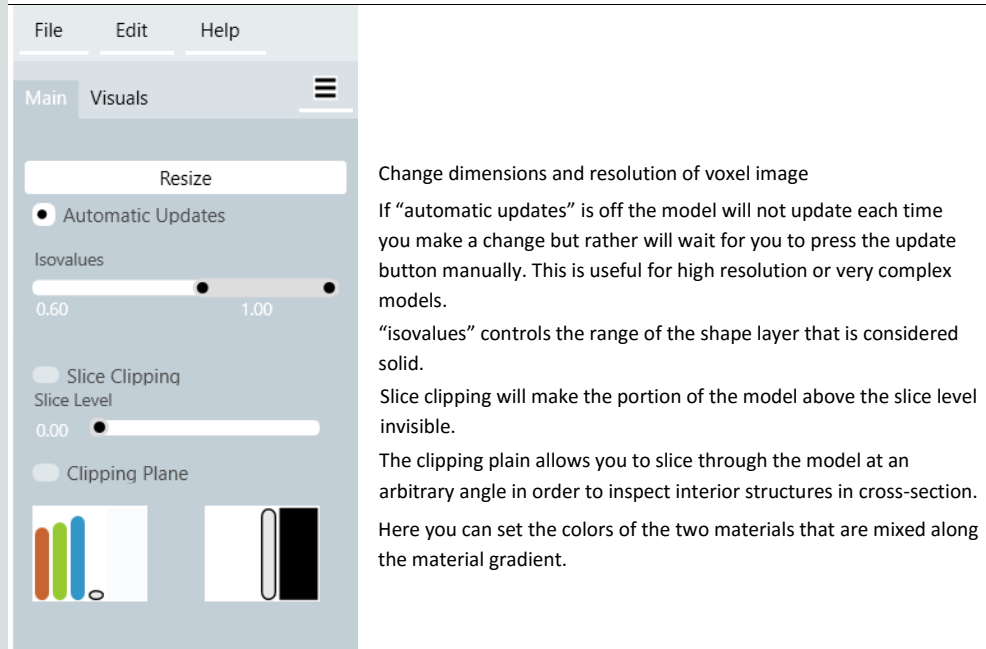 File Edit Help
Main Visuals
Resize
Automatic Updates
Isovalues
0.60 1.00
Slice Clipping
Slice Level
0.00
Clipping Plane
Change dimensions and resolution of voxel image
If “automatic updates” is off the model will not update each time
you make a change but rather will wait for you to press the update
button manually. This is useful for high resolution or very complex
models.
“isovalues” controls the range of the shape layer that is considered
solid.
Slice clipping will make the portion of the model above the slice level
invisible.
The clipping plain allows you to slice through the model at an
arbitrary angle in order to inspect interior structures in cross-section.
Here you can set the colors of the two materials that are mixed along
the material gradient.